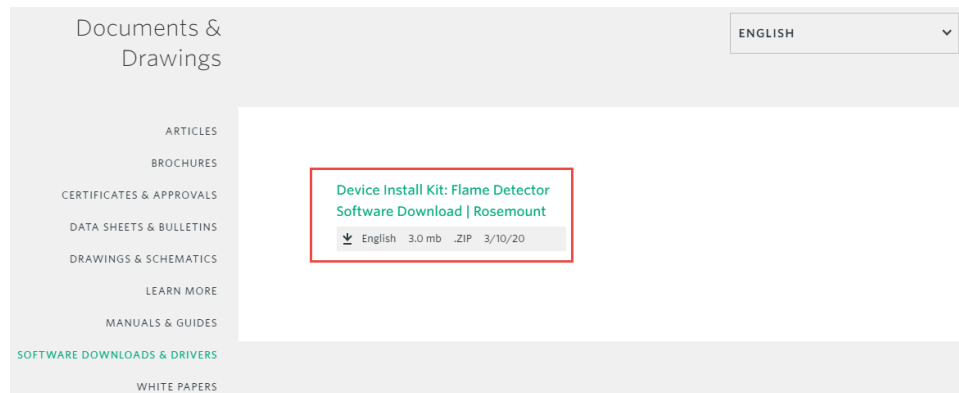 Documents &
Drawings
ENGLISH
ARTICLES
BROCHURES
CERTIFICATES & APPROVALS
DATA SHEETS & BULLETINS
DRAWINGS & SCHEMATICS
LEARN MORE
MANUALS & GUIDES
SOFTWARE DOWNLOADS & DRIVERS
WHITE PAPERS
Device Install Kit: Flame Detector
Software Download | Rosemount
English 3.0 mb .ZIP 3/10/20